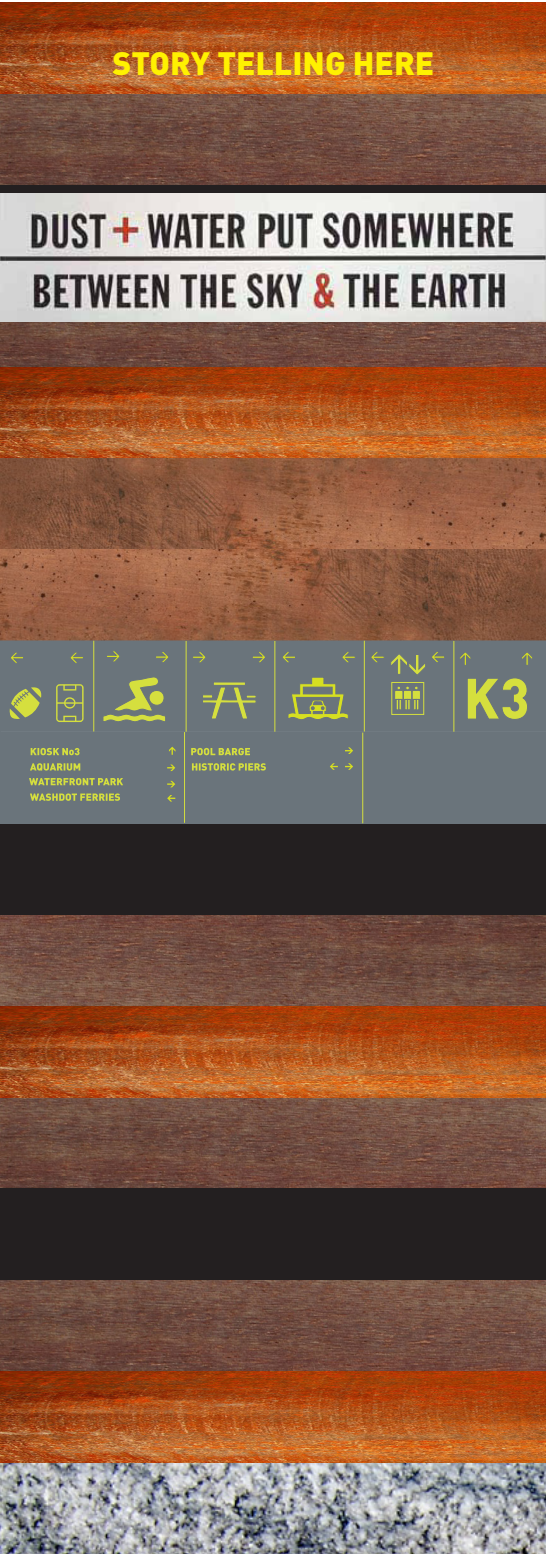 STORY TELLING HERE
DUST + WATER PUT SOMEWHERE
BETWEEN THE SKY & THE EARTH
← ← → → → → ← ← ← ↑↓ ← ↑ ↑
K3
KIOSK No3 ↑
AQUARIUM →
WATERFRONT PARK →
WASHDOT FERRIES ←
POOL BARGE →
HISTORIC PIERS ← →